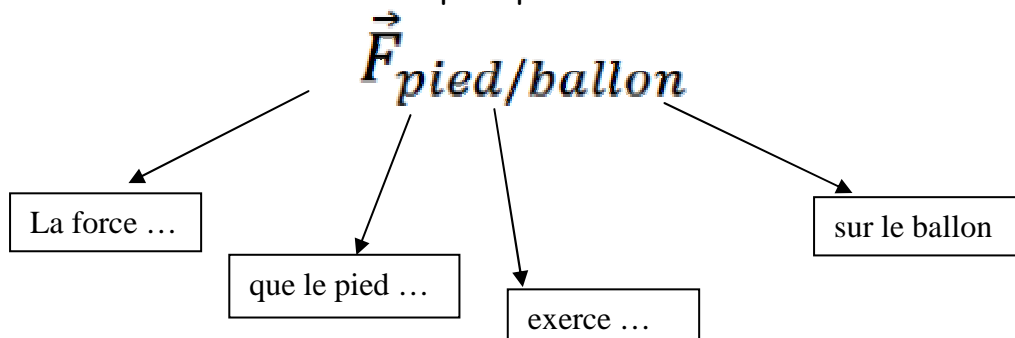 F⃗pied/ballon
La force …
que le pied …
exerce …
sur le ballon